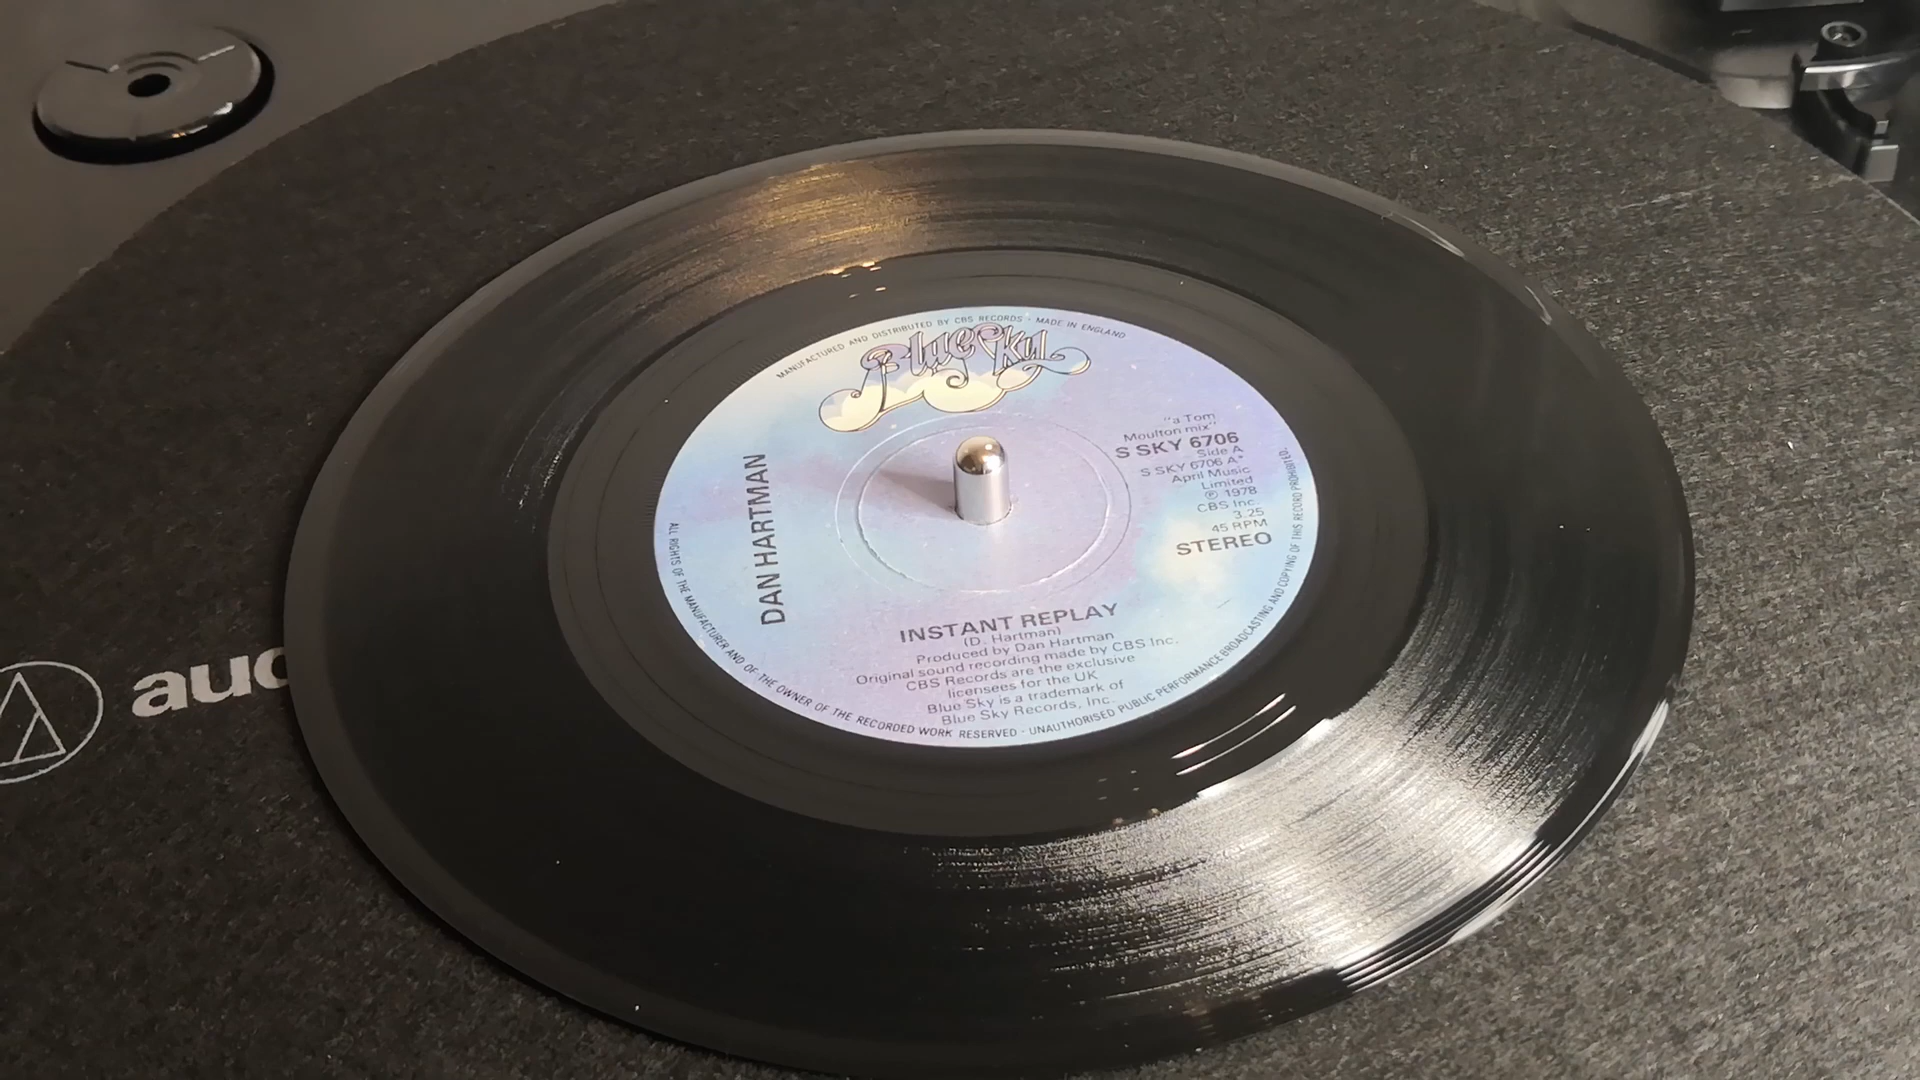 MANUFACTURED AND DISTRIBUTED BY CBS RECORDS · MADE IN ENGLAND
Blue Sky
"a Tom
Moulton mix"
S SKY 6706
Side A
S SKY 6706 A*
April Music
Limited
℗ 1978
CBS Inc.
3.25
45 RPM
STEREO
DAN HARTMAN
INSTANT REPLAY
(D. Hartman)
Produced by Dan Hartman
Original sound recording made by CBS Inc.
CBS Records are the exclusive
licensees for the UK
Blue Sky is a trademark of
Blue Sky Records, Inc.
ALL RIGHTS OF THE MANUFACTURER AND OF THE OWNER OF THE RECORDED WORK RESERVED · UNAUTHORISED PUBLIC PERFORMANCE BROADCASTING AND COPYING OF THIS RECORD PROHIBITED.
aud